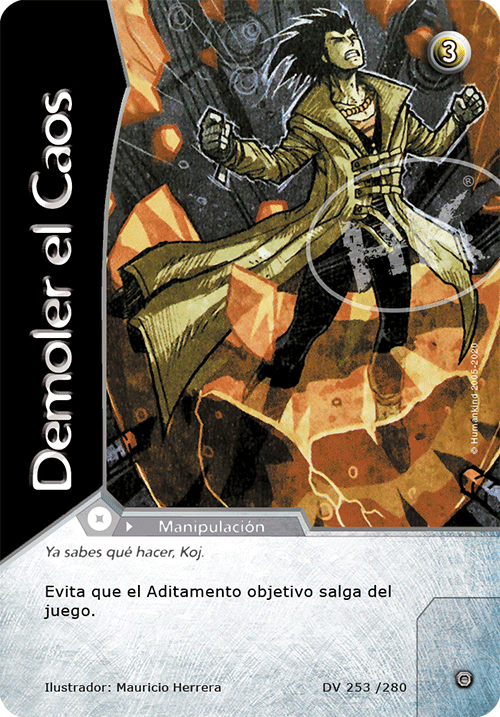 Demoler el Caos
3
HK®
© Humankind 2005-2020
Manipulación
Ya sabes qué hacer, Koj.
Evita que el Aditamento objetivo salga del
juego.
Ilustrador: Mauricio Herrera
DV 253 /280